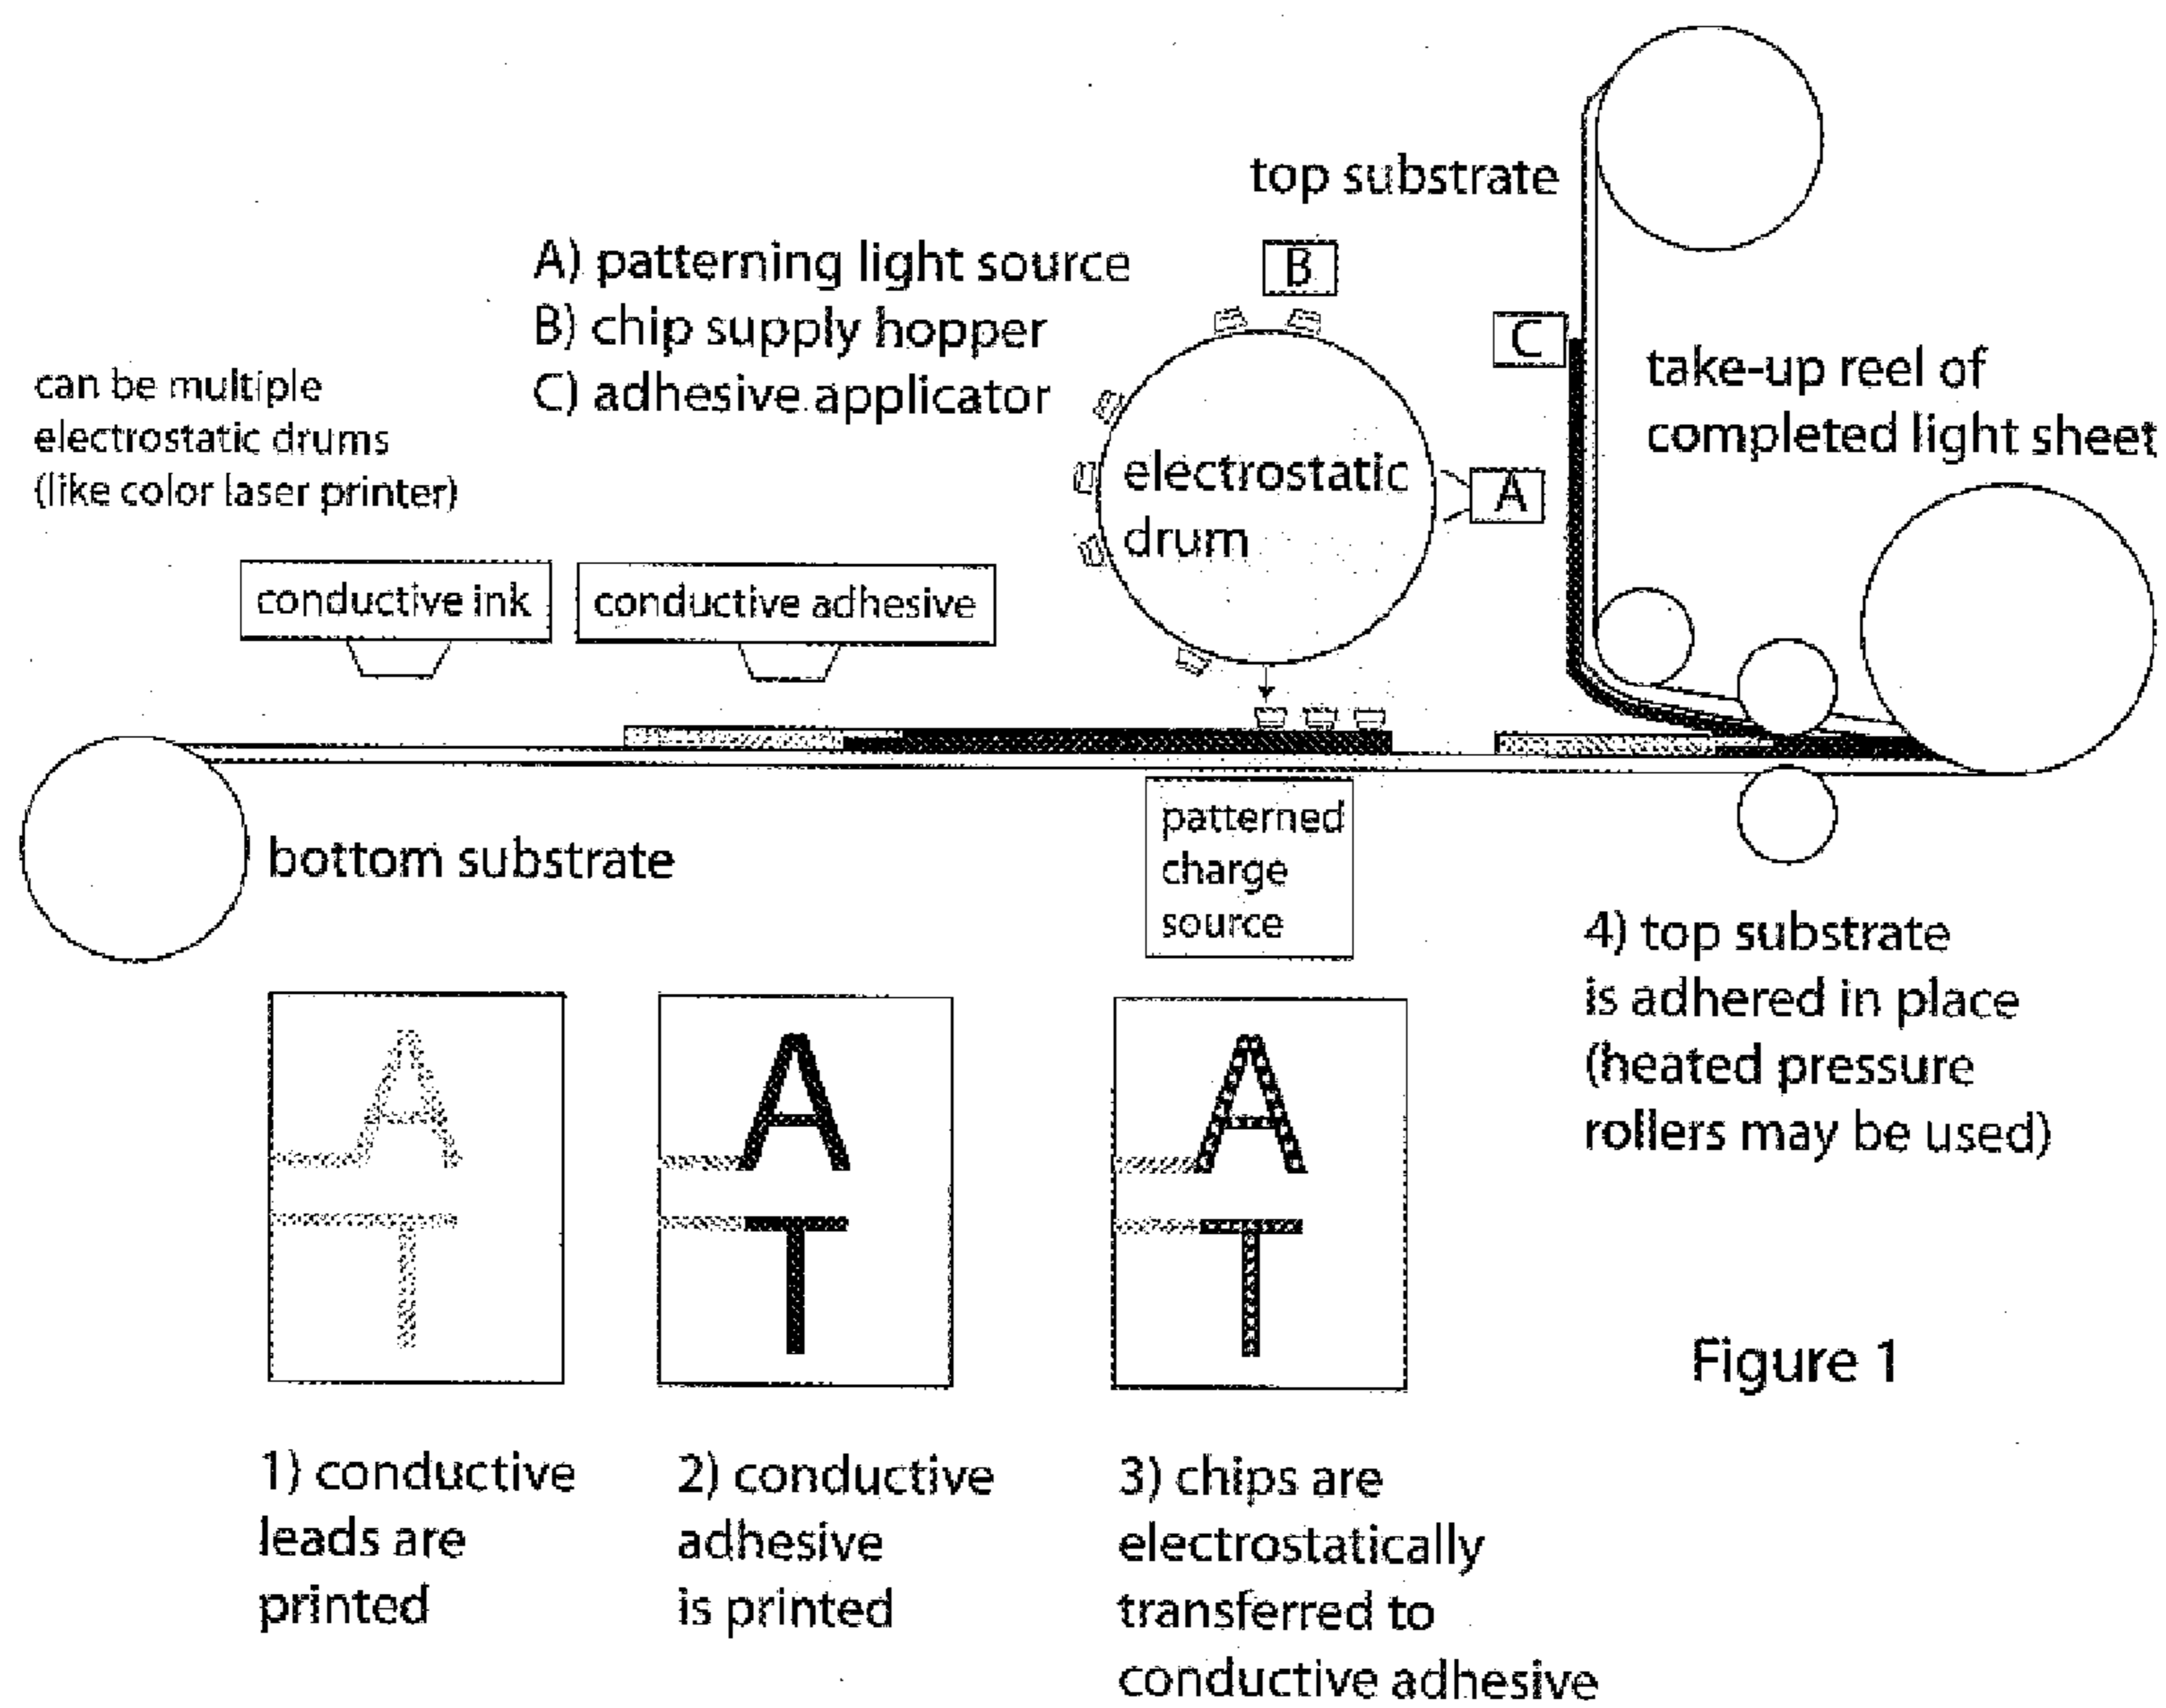 top substrate
A) patterning light source
B) chip supply hopper
C) adhesive applicator
B
C
take-up reel of
completed light sheet
can be multiple
electrostatic drums
(like color laser printer)
electrostatic
drum
A
conductive ink
conductive adhesive
bottom substrate
patterned
charge
source
4) top substrate
is adhered in place
(heated pressure
rollers may be used)
A
T
A
T
A
T
Figure 1
1) conductive
leads are
printed
2) conductive
adhesive
is printed
3) chips are
electrostatically
transferred to
conductive adhesive